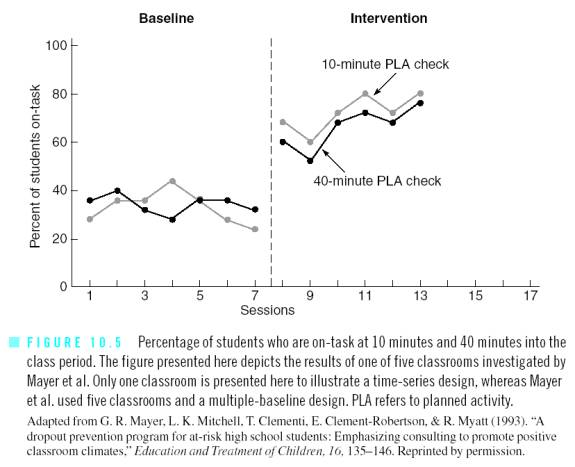 Baseline
Intervention
100
80
60
40
20
0
Percent of students on-task
10-minute PLA check
40-minute PLA check
1
3
5
7
9
11
13
15
17
Sessions
FIGURE 10.5 Percentage of students who are on-task at 10 minutes and 40 minutes into the
class period. The figure presented here depicts the results of one of five classrooms investigated by
Mayer et al. Only one classroom is presented here to illustrate a time-series design, whereas Mayer
et al. used five classrooms and a multiple-baseline design. PLA refers to planned activity.
Adapted from G. R. Mayer, L. K. Mitchell, T. Clementi, E. Clement-Robertson, & R. Myatt (1993). “A
dropout prevention program for at-risk high school students: Emphasizing consulting to promote positive
classroom climates,” Education and Treatment of Children, 16, 135–146. Reprinted by permission.